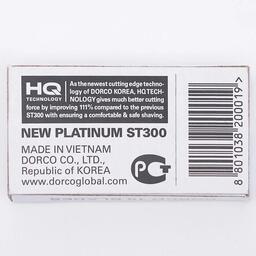 HQ
TECHNOLOGY
As the newest cutting edge techno-
logy of DORCO KOREA, HQ TECH-
NOLOGY gives much better cutting
force by improving 111% compared to the previous
ST300 with ensuring a comfortable & safe shaving.
NEW PLATINUM ST300
MADE IN VIETNAM
DORCO CO., LTD.,
Republic of KOREA
www.dorcoglobal.com
8 801038 200019 >